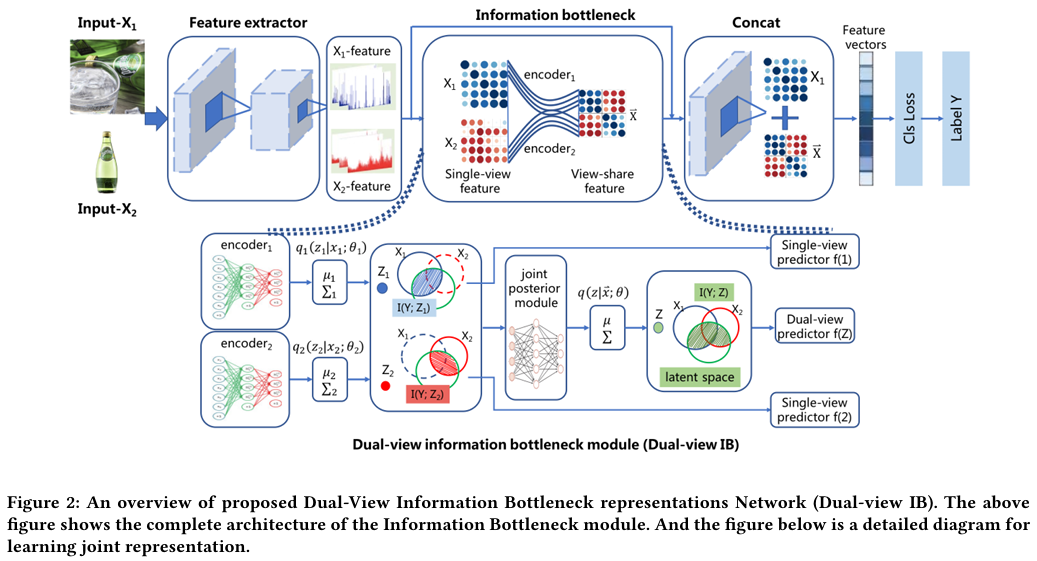 Input-X1
Feature extractor
Information bottleneck
Concat
Feature
vectors
X1-feature
X2-feature
X1
X2
encoder1
encoder2
X⃗
Single-view
feature
View-share
feature
X1
X⃗
Cls Loss
Label Y
Input-X2
encoder1
q1(z1|x1; θ1)
μ1
Σ1
Z1
X1
X2
I(Y; Z1)
encoder2
q2(z2|x2; θ2)
μ2
Σ2
Z2
X1
X2
I(Y; Z2)
joint
posterior
module
q(z|x⃗; θ)
μ
Σ
Z
I(Y; Z)
X1
X2
latent space
Single-view
predictor f(1)
Dual-view
predictor f(Z)
Single-view
predictor f(2)
Dual-view information bottleneck module (Dual-view IB)
Figure 2: An overview of proposed Dual-View Information Bottleneck representations Network (Dual-view IB). The above
figure shows the complete architecture of the Information Bottleneck module. And the figure below is a detailed diagram for
learning joint representation.